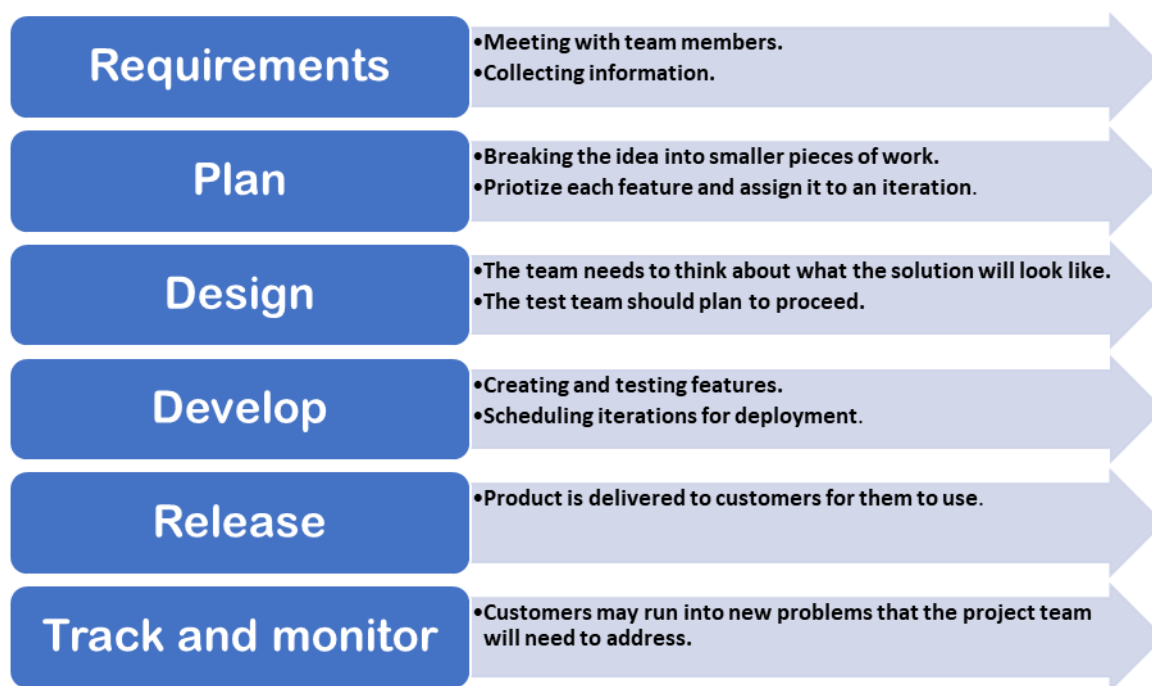 Requirements
•Meeting with team members.
•Collecting information.
Plan
•Breaking the idea into smaller pieces of work.
•Priotize each feature and assign it to an iteration.
Design
•The team needs to think about what the solution will look like.
•The test team should plan to proceed.
Develop
•Creating and testing features.
•Scheduling iterations for deployment.
Release
•Product is delivered to customers for them to use.
Track and monitor
•Customers may run into new problems that the project team
will need to address.